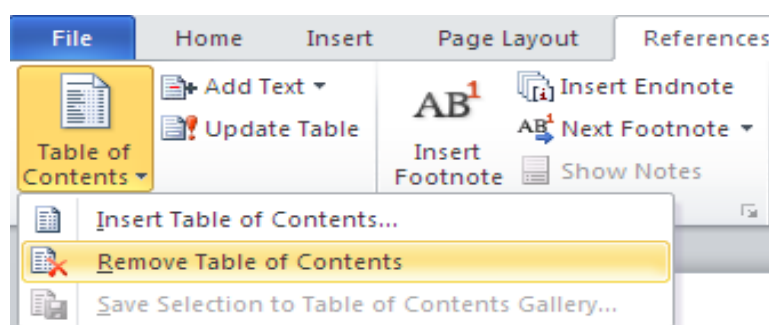 File Home Insert Page Layout References
Add Text
Update Table
Table of
Contents
AB1
Insert
Footnote
Insert Endnote
AB Next Footnote
Show Notes
Insert Table of Contents...
Remove Table of Contents
Save Selection to Table of Contents Gallery...